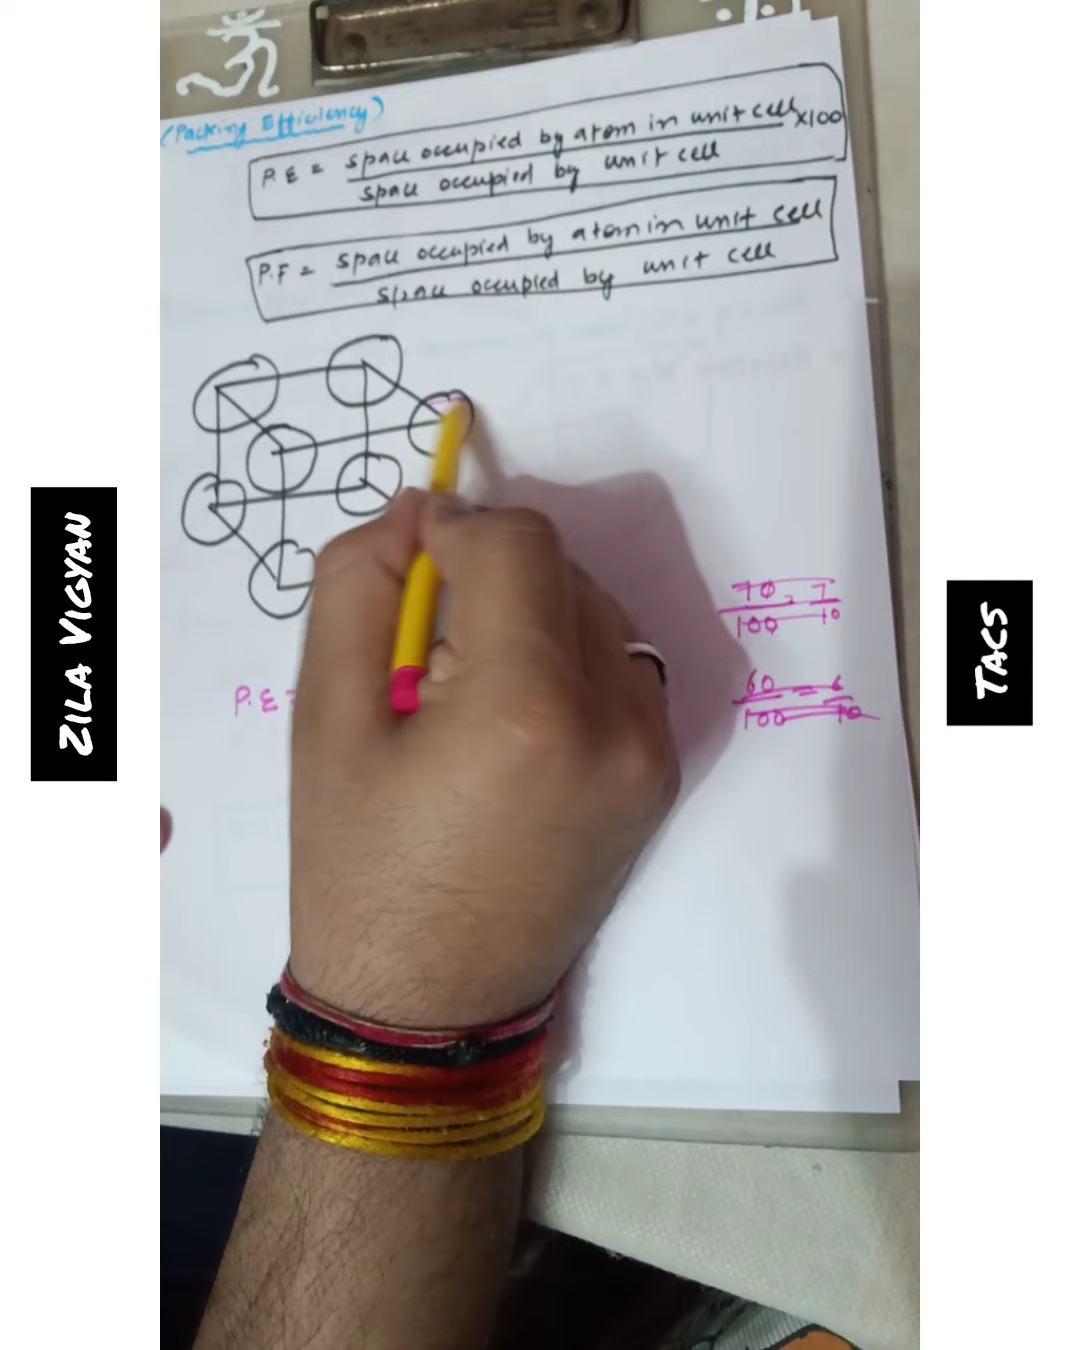 ॐ
(Packing Efficiency)
P.E = space occupied by atom in unit cell ×100
space occupied by unit cell
P.F = space occupied by atom in unit cell
space occupied by unit cell
70 = 7
100 10
P.E =
60 = 6
100 10
ZILA VIGYAN
TACS